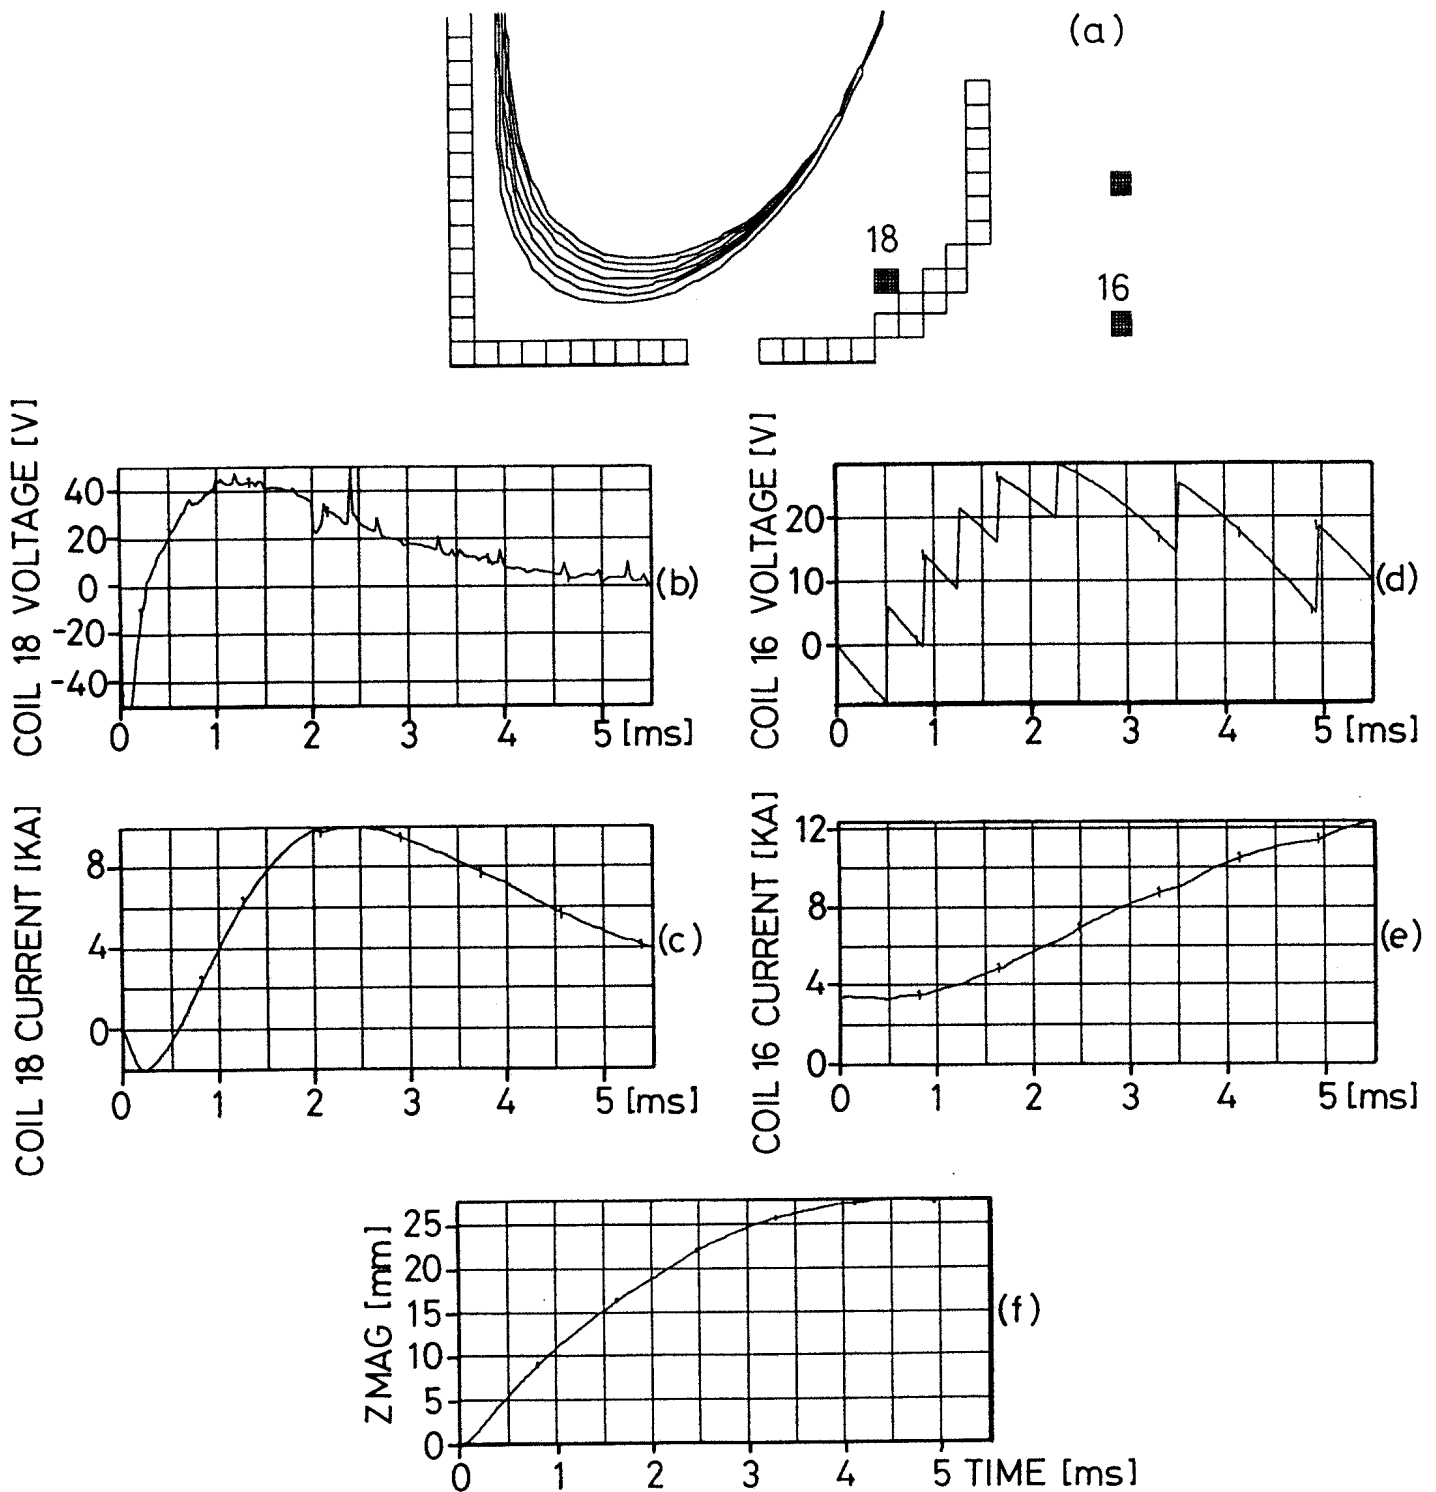 (a)
18
16
COIL 18 VOLTAGE [V]
40
20
0
-20
-40
0 1 2 3 4 5 [ms]
(b)
COIL 16 VOLTAGE [V]
20
10
0
0 1 2 3 4 5 [ms]
(d)
COIL 18 CURRENT [KA]
8
4
0
0 1 2 3 4 5 [ms]
(c)
COIL 16 CURRENT [KA]
12
8
4
0
0 1 2 3 4 5 [ms]
(e)
ZMAG [mm]
25
20
15
10
5
0
0 1 2 3 4 5 TIME [ms]
(f)